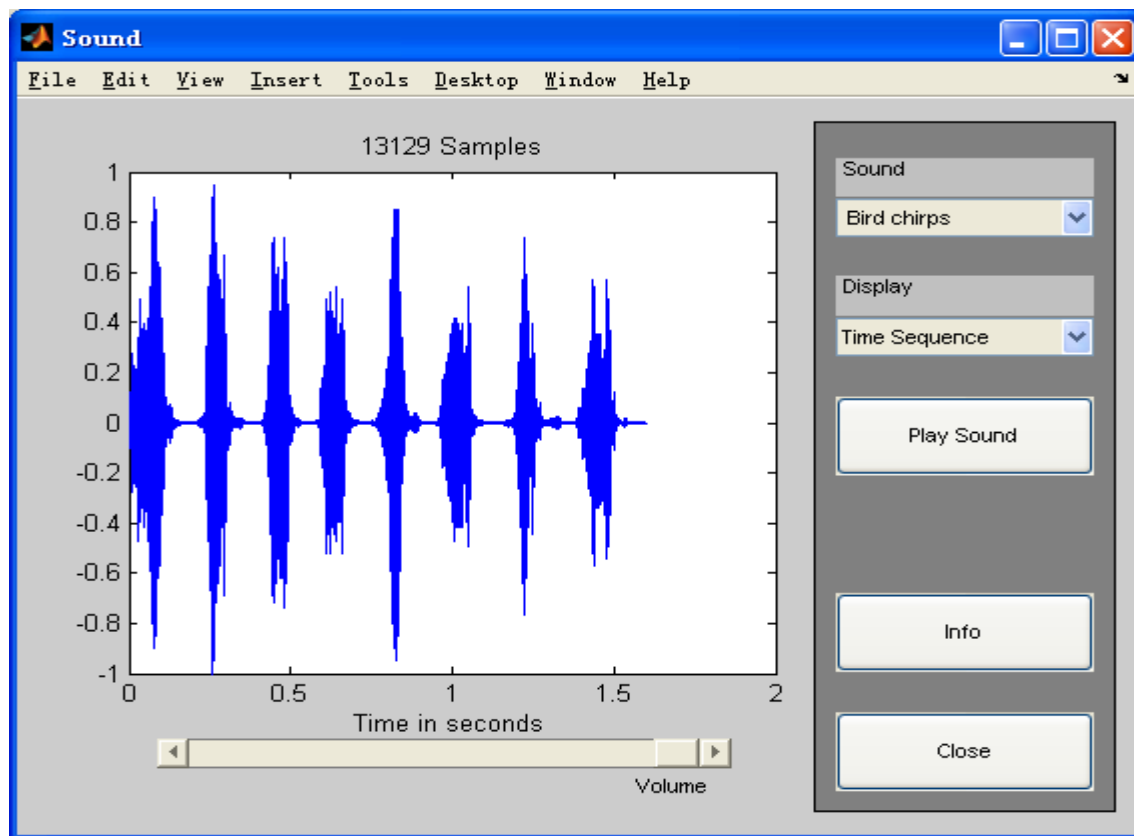 Sound
File Edit View Insert Tools Desktop Window Help
13129 Samples
1
0.8
0.6
0.4
0.2
0
-0.2
-0.4
-0.6
-0.8
-1
0 0.5 1 1.5 2
Time in seconds
Volume
Sound
Bird chirps
Display
Time Sequence
Play Sound
Info
Close